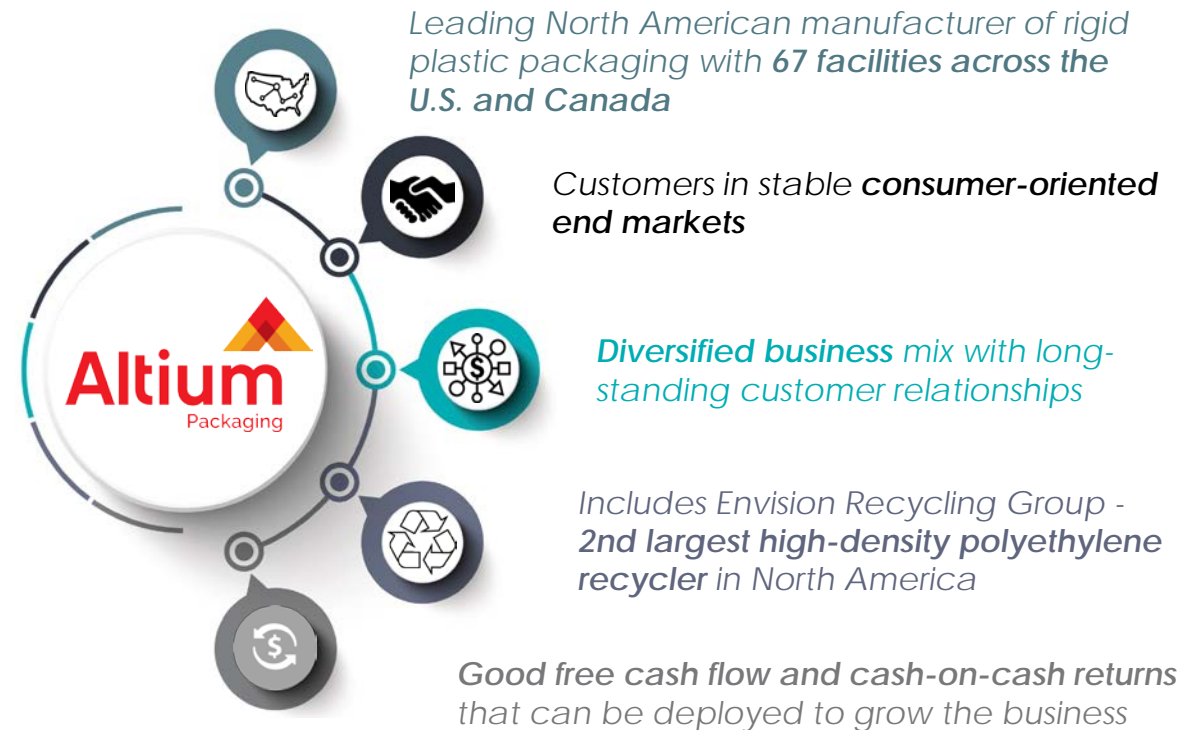 Leading North American manufacturer of rigid
plastic packaging with 67 facilities across the
U.S. and Canada
Customers in stable consumer-oriented
end markets
Altium
Packaging
$
Diversified business mix with long-
standing customer relationships
Includes Envision Recycling Group -
2nd largest high-density polyethylene
recycler in North America
$
Good free cash flow and cash-on-cash returns
that can be deployed to grow the business